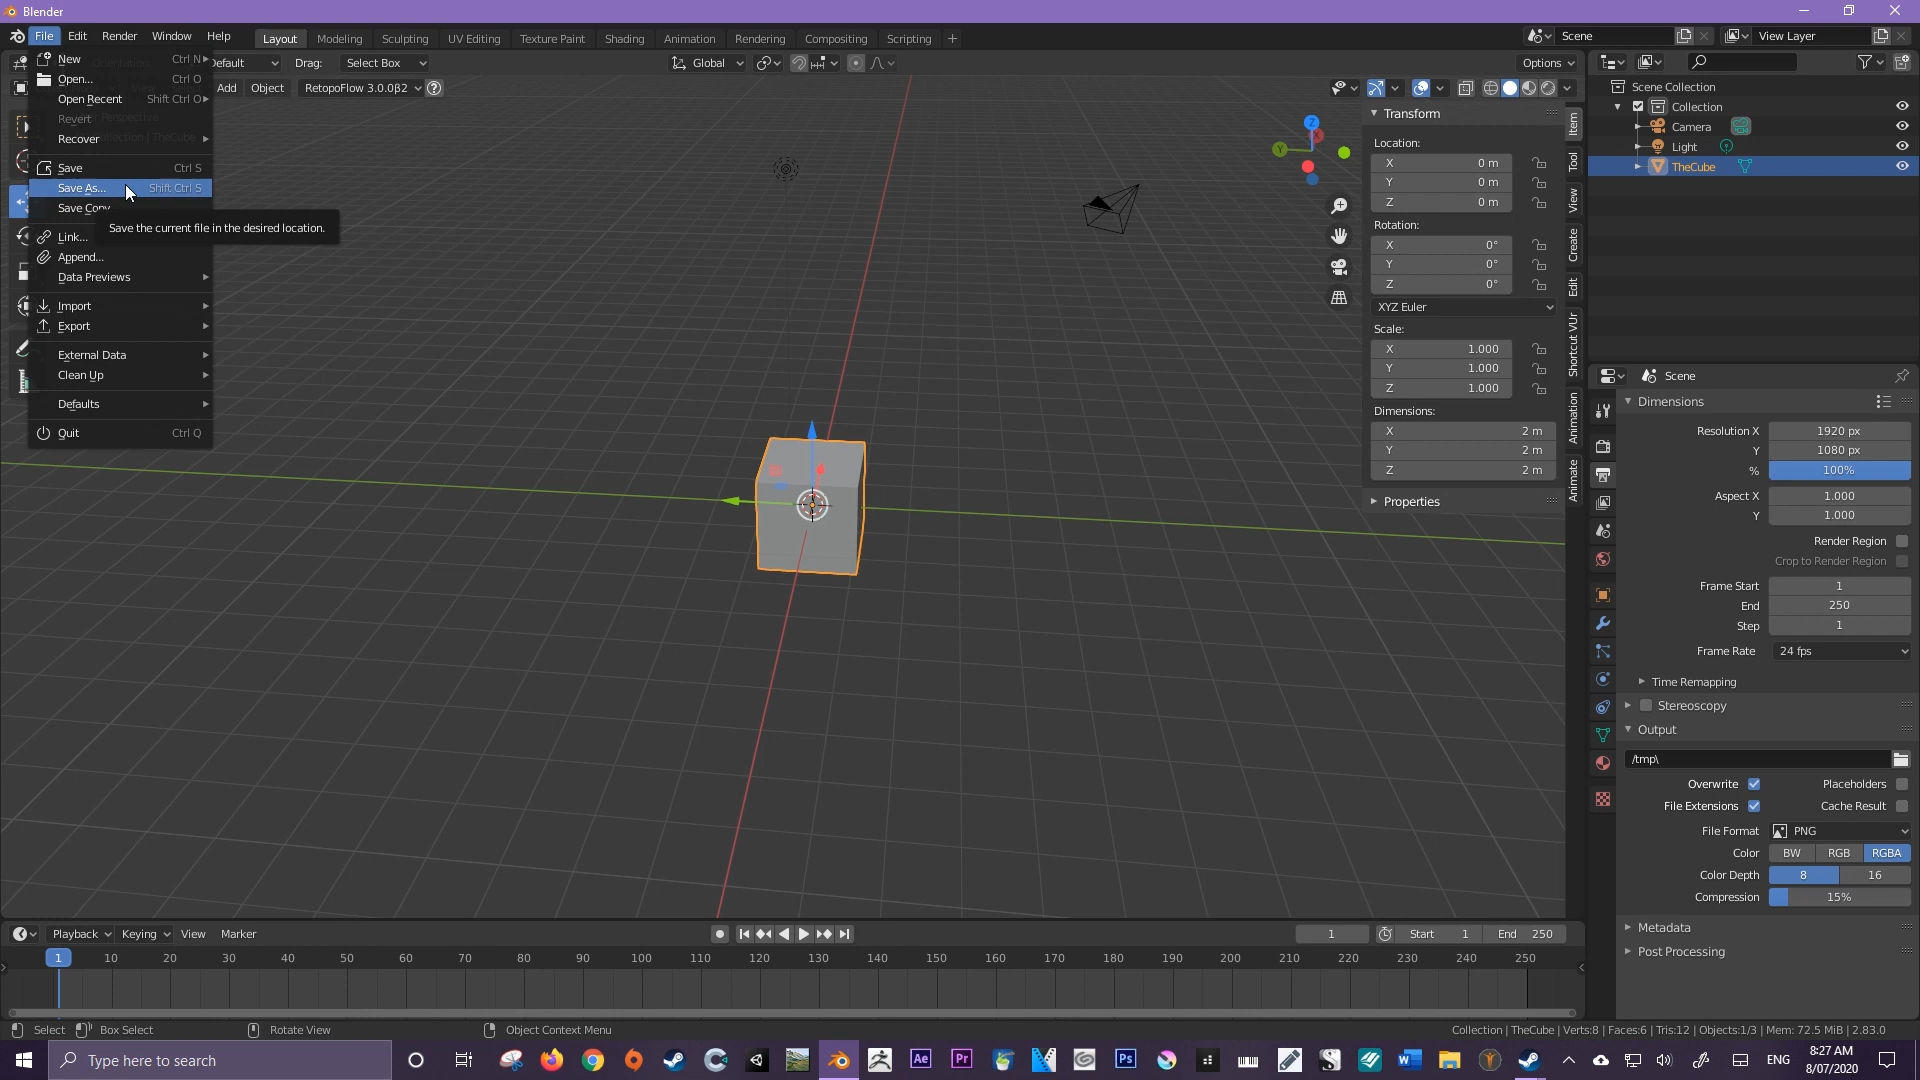 Blender
File Edit Render Window Help Layout Modeling Sculpting UV Editing Texture Paint Shading Animation Rendering Compositing Scripting + Scene View Layer
Default Drag: Select Box Global Options
Add Object RetopoFlow 3.0.0β2 ?
New Ctrl N
Open... Ctrl O
Open Recent Shift Ctrl O
Revert
Recover
Save Ctrl S
Save As... Shift Ctrl S
Save Copy
Save the current file in the desired location.
Link...
Append...
Data Previews
Import
Export
External Data
Clean Up
Defaults
Quit Ctrl Q
Perspective
Collection | TheCube
Z
Y
Transform
Location:
X 0 m
Y 0 m
Z 0 m
Rotation:
X 0°
Y 0°
Z 0°
XYZ Euler
Scale:
X 1.000
Y 1.000
Z 1.000
Dimensions:
X 2 m
Y 2 m
Z 2 m
Properties
Item
Tool
View
Create
Edit
Shortcut VUr
Animation
Animate
Scene Collection
Collection
Camera
Light
TheCube
Scene
Dimensions
Resolution X 1920 px
Y 1080 px
% 100%
Aspect X 1.000
Y 1.000
Render Region
Crop to Render Region
Frame Start 1
End 250
Step 1
Frame Rate 24 fps
Time Remapping
Stereoscopy
Output
/tmp\
Overwrite Placeholders
File Extensions Cache Result
File Format PNG
Color BW RGB RGBA
Color Depth 8 16
Compression 15%
Metadata
Post Processing
Playback Keying View Marker 1 Start 1 End 250
1 10 20 30 40 50 60 70 80 90 100 110 120 130 140 150 160 170 180 190 200 210 220 230 240 250
Select Box Select Rotate View Object Context Menu Collection | TheCube | Verts:8 | Faces:6 | Tris:12 | Objects:1/3 | Mem: 72.5 MiB | 2.83.0
Type here to search Ae Pr Ps ENG 8:27 AM
8/07/2020